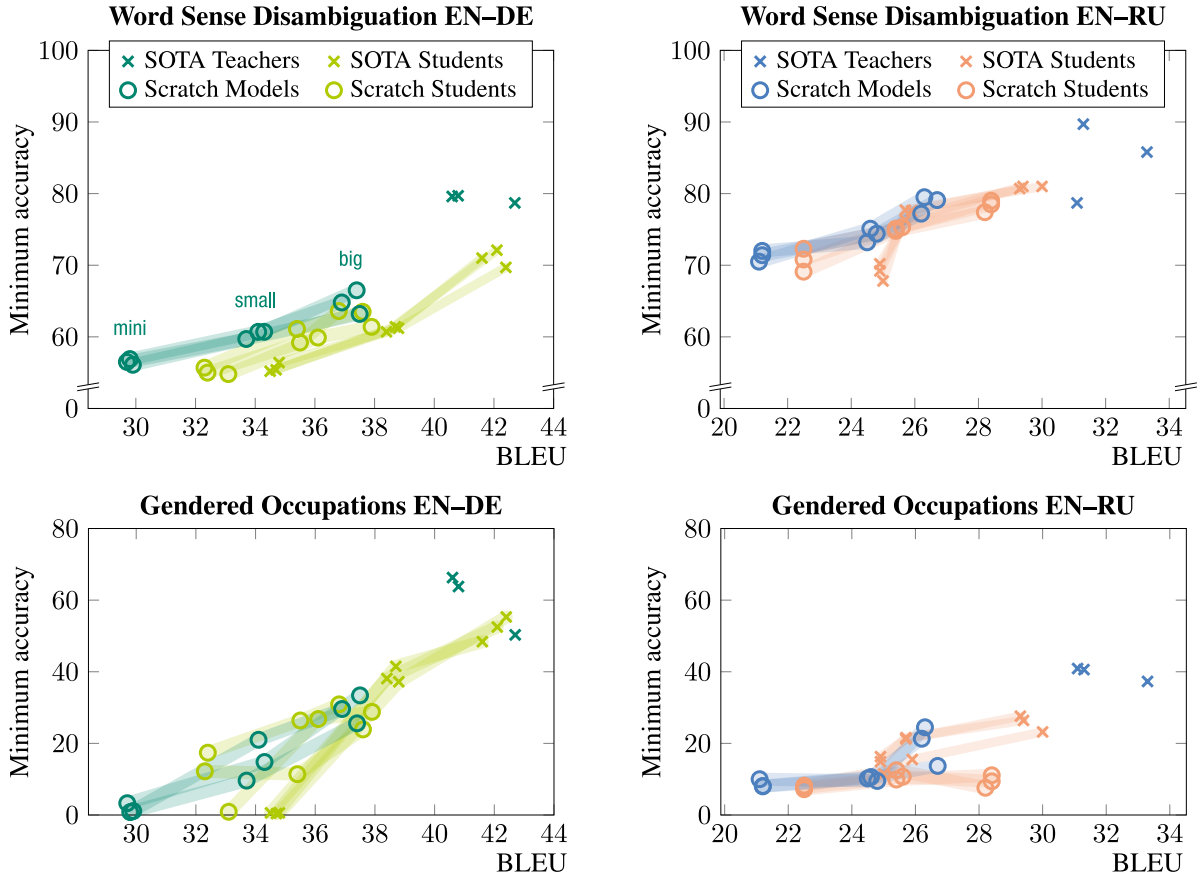 Word Sense Disambiguation EN–DE
SOTA Teachers
SOTA Students
Scratch Models
Scratch Students
Minimum accuracy
100
90
80
70
60
0
mini
small
big
30 32 34 36 38 40 42 44
BLEU
Word Sense Disambiguation EN–RU
SOTA Teachers
SOTA Students
Scratch Models
Scratch Students
Minimum accuracy
100
90
80
70
60
0
20 22 24 26 28 30 32 34
BLEU
Gendered Occupations EN–DE
Minimum accuracy
80
60
40
20
0
30 32 34 36 38 40 42 44
BLEU
Gendered Occupations EN–RU
Minimum accuracy
80
60
40
20
0
20 22 24 26 28 30 32 34
BLEU